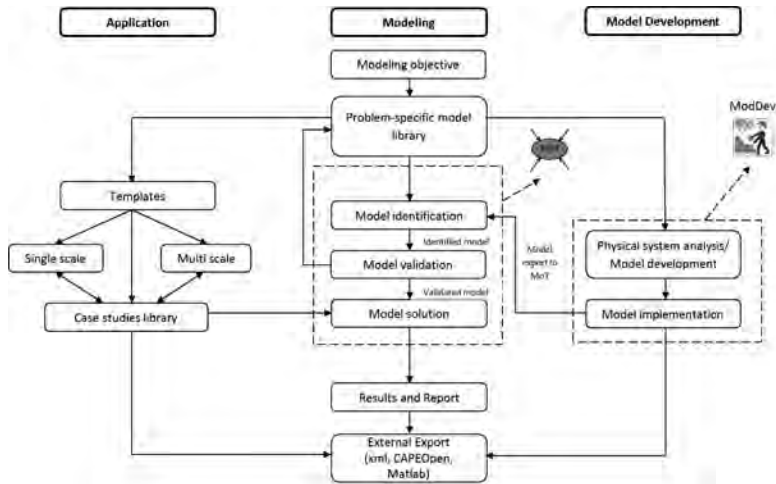 Application
Modeling
Model Development
Modeling objective
Problem-specific model
library
ModDev
Templates
Model identification
Identified model
Single scale
Multi scale
Model validation
Validated model
Case studies library
Model solution
Model
export to
MoT
Physical system analysis/
Model development
Model implementation
Results and Report
External Export
(xml, CAPEOpen,
Matlab)